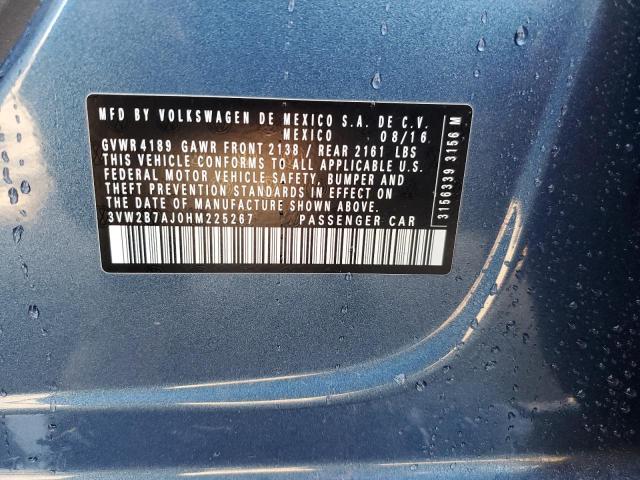 MFD BY VOLKSWAGEN DE MEXICO S.A. DE C.V.
MEXICO 08/16
GVWR 4189 GAWR FRONT 2138 / REAR 2161 LBS
THIS VEHICLE CONFORMS TO ALL APPLICABLE U.S.
FEDERAL MOTOR VEHICLE SAFETY, BUMPER AND
THEFT PREVENTION STANDARDS IN EFFECT ON
THE DATE OF MANUFACTURE SHOWN ABOVE.
3VW2B7AJ0HM225267 PASSENGER CAR
3156339 3156 M